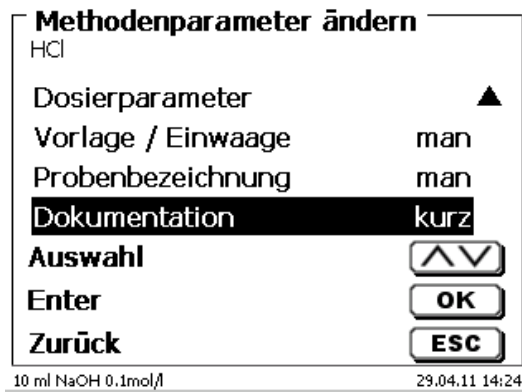 Methodenparameter ändern
HCl
Dosierparameter ▲
Vorlage / Einwaage man
Probenbezeichnung man
Dokumentation kurz
Auswahl
Enter OK
Zurück ESC
10 ml NaOH 0.1mol/l 29.04.11 14:24